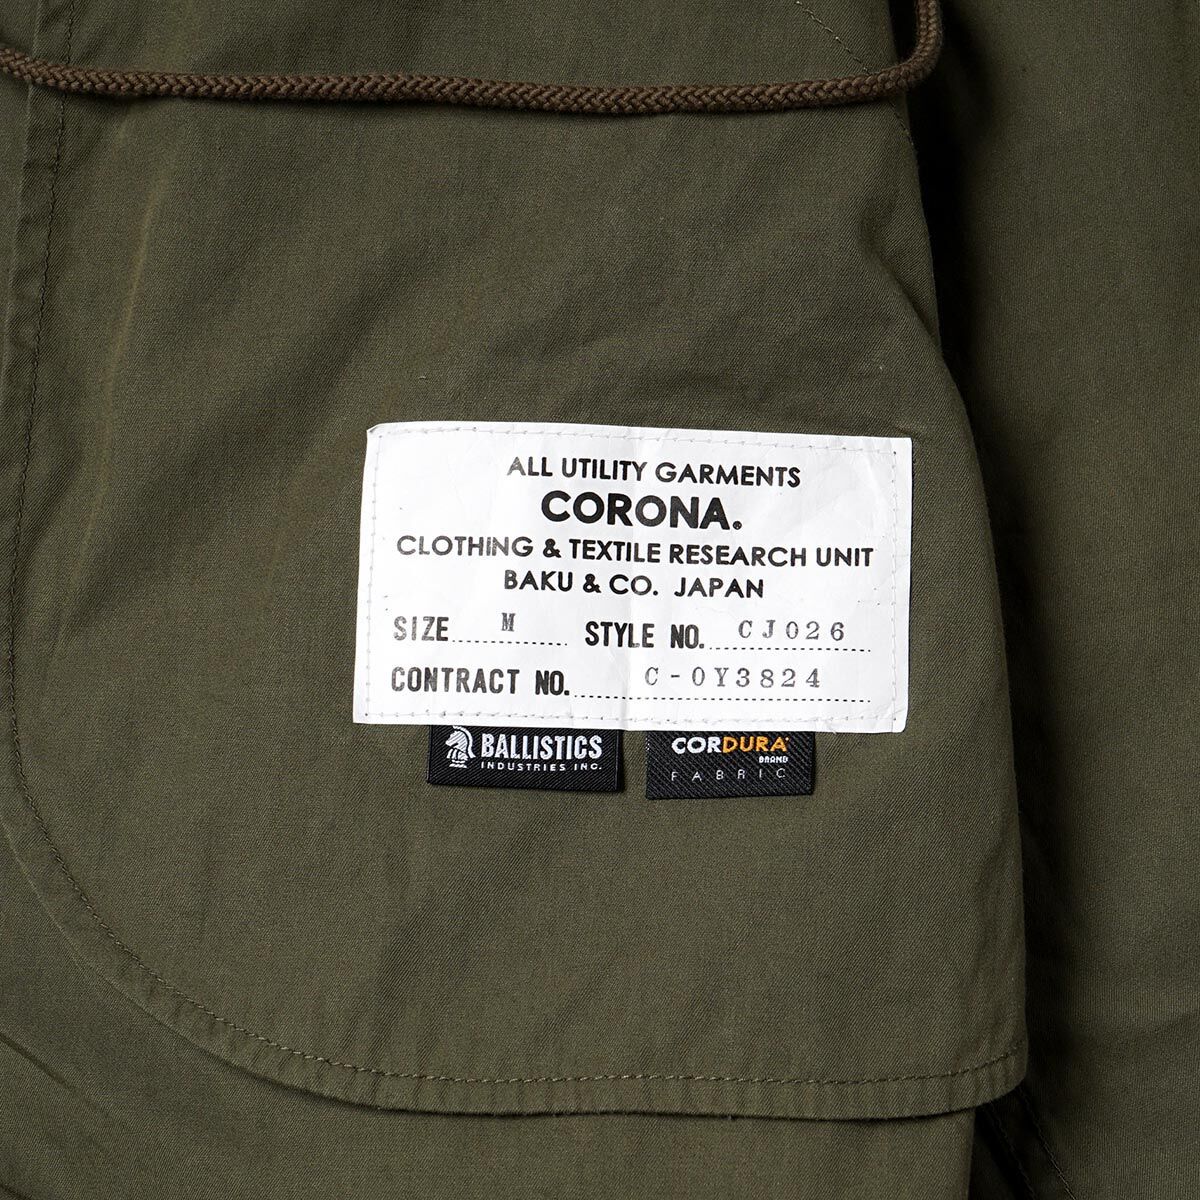 ALL UTILITY GARMENTS
CORONA.®
CLOTHING & TEXTILE RESEARCH UNIT
BAKU & CO. JAPAN
SIZE M STYLE NO. CJ026
CONTRACT NO. C-0Y3824
BALLISTICS
INDUSTRIES INC.
CORDURA®
BRAND
FABRIC